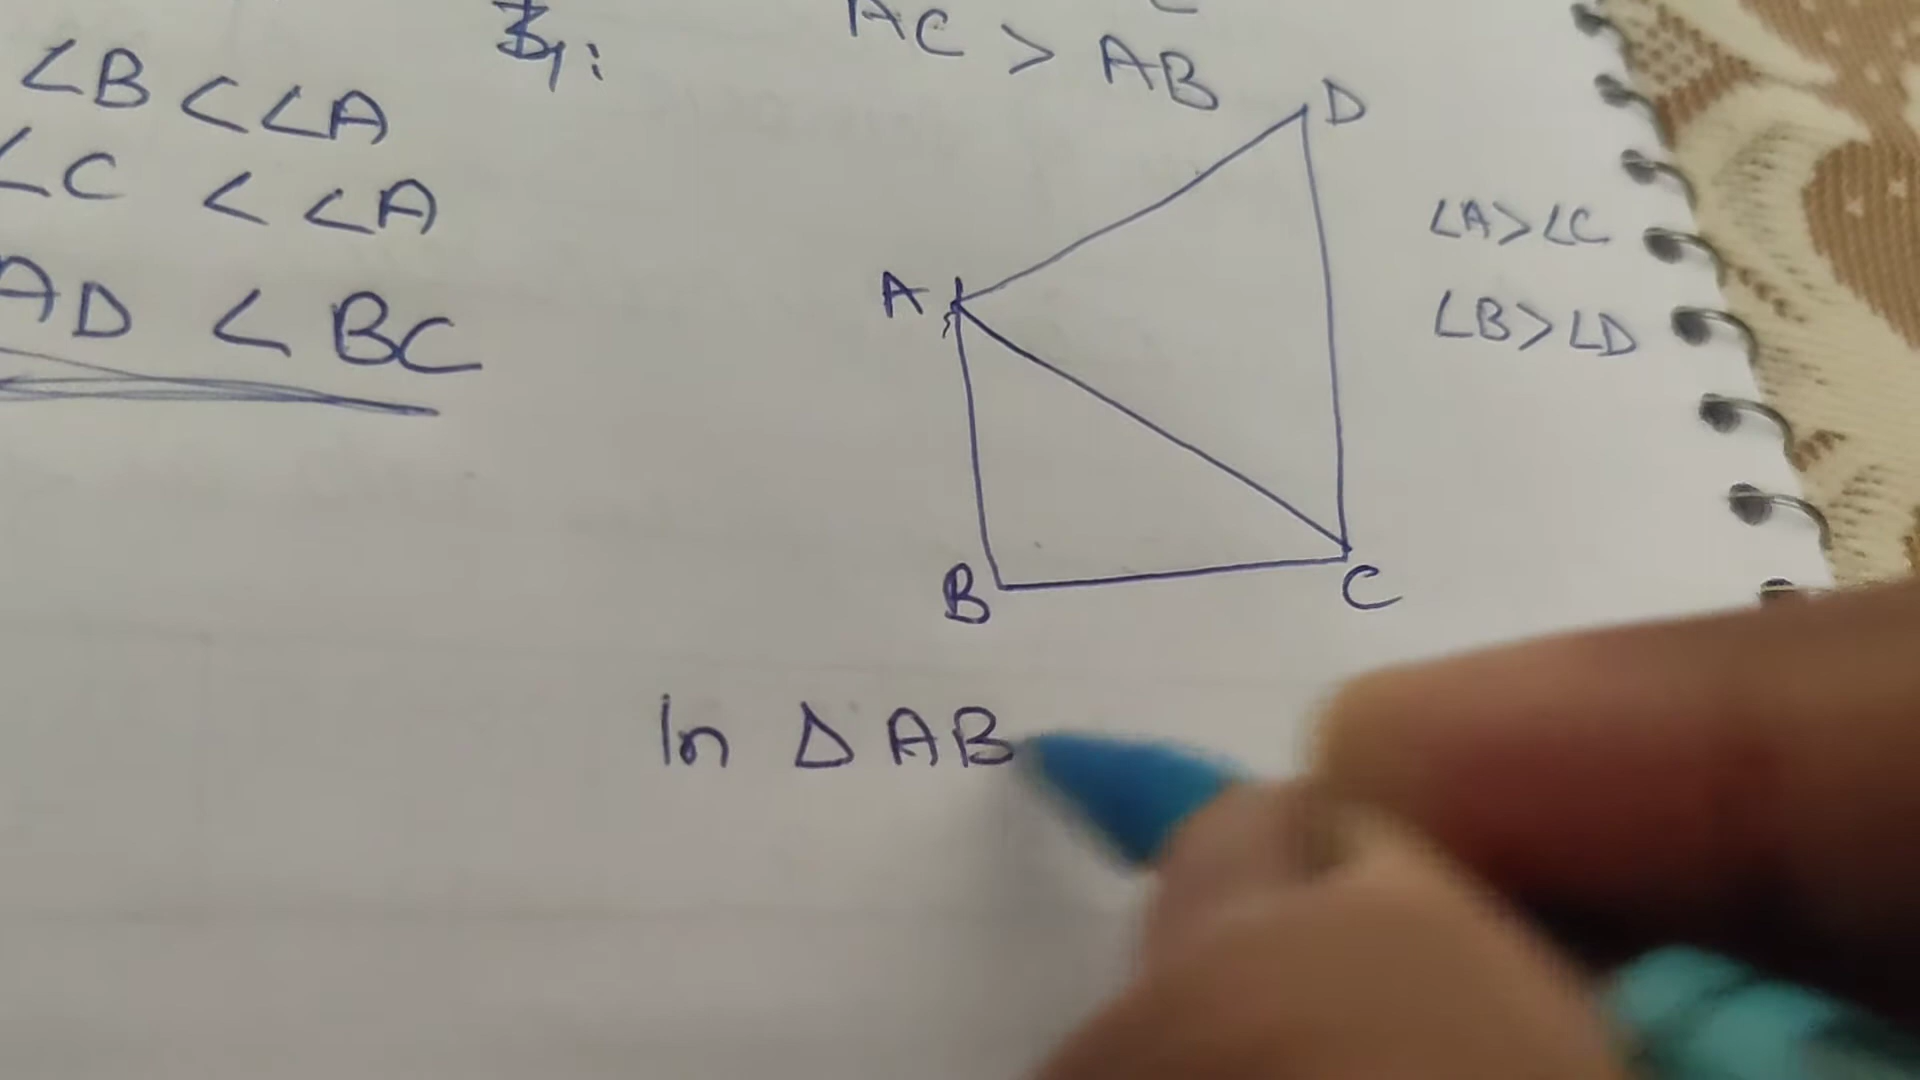 ∠B < ∠A
∠C < ∠A
AD < BC
AC > AB
D
A
B
C
∠A > ∠C
∠B > ∠D
In Δ AB